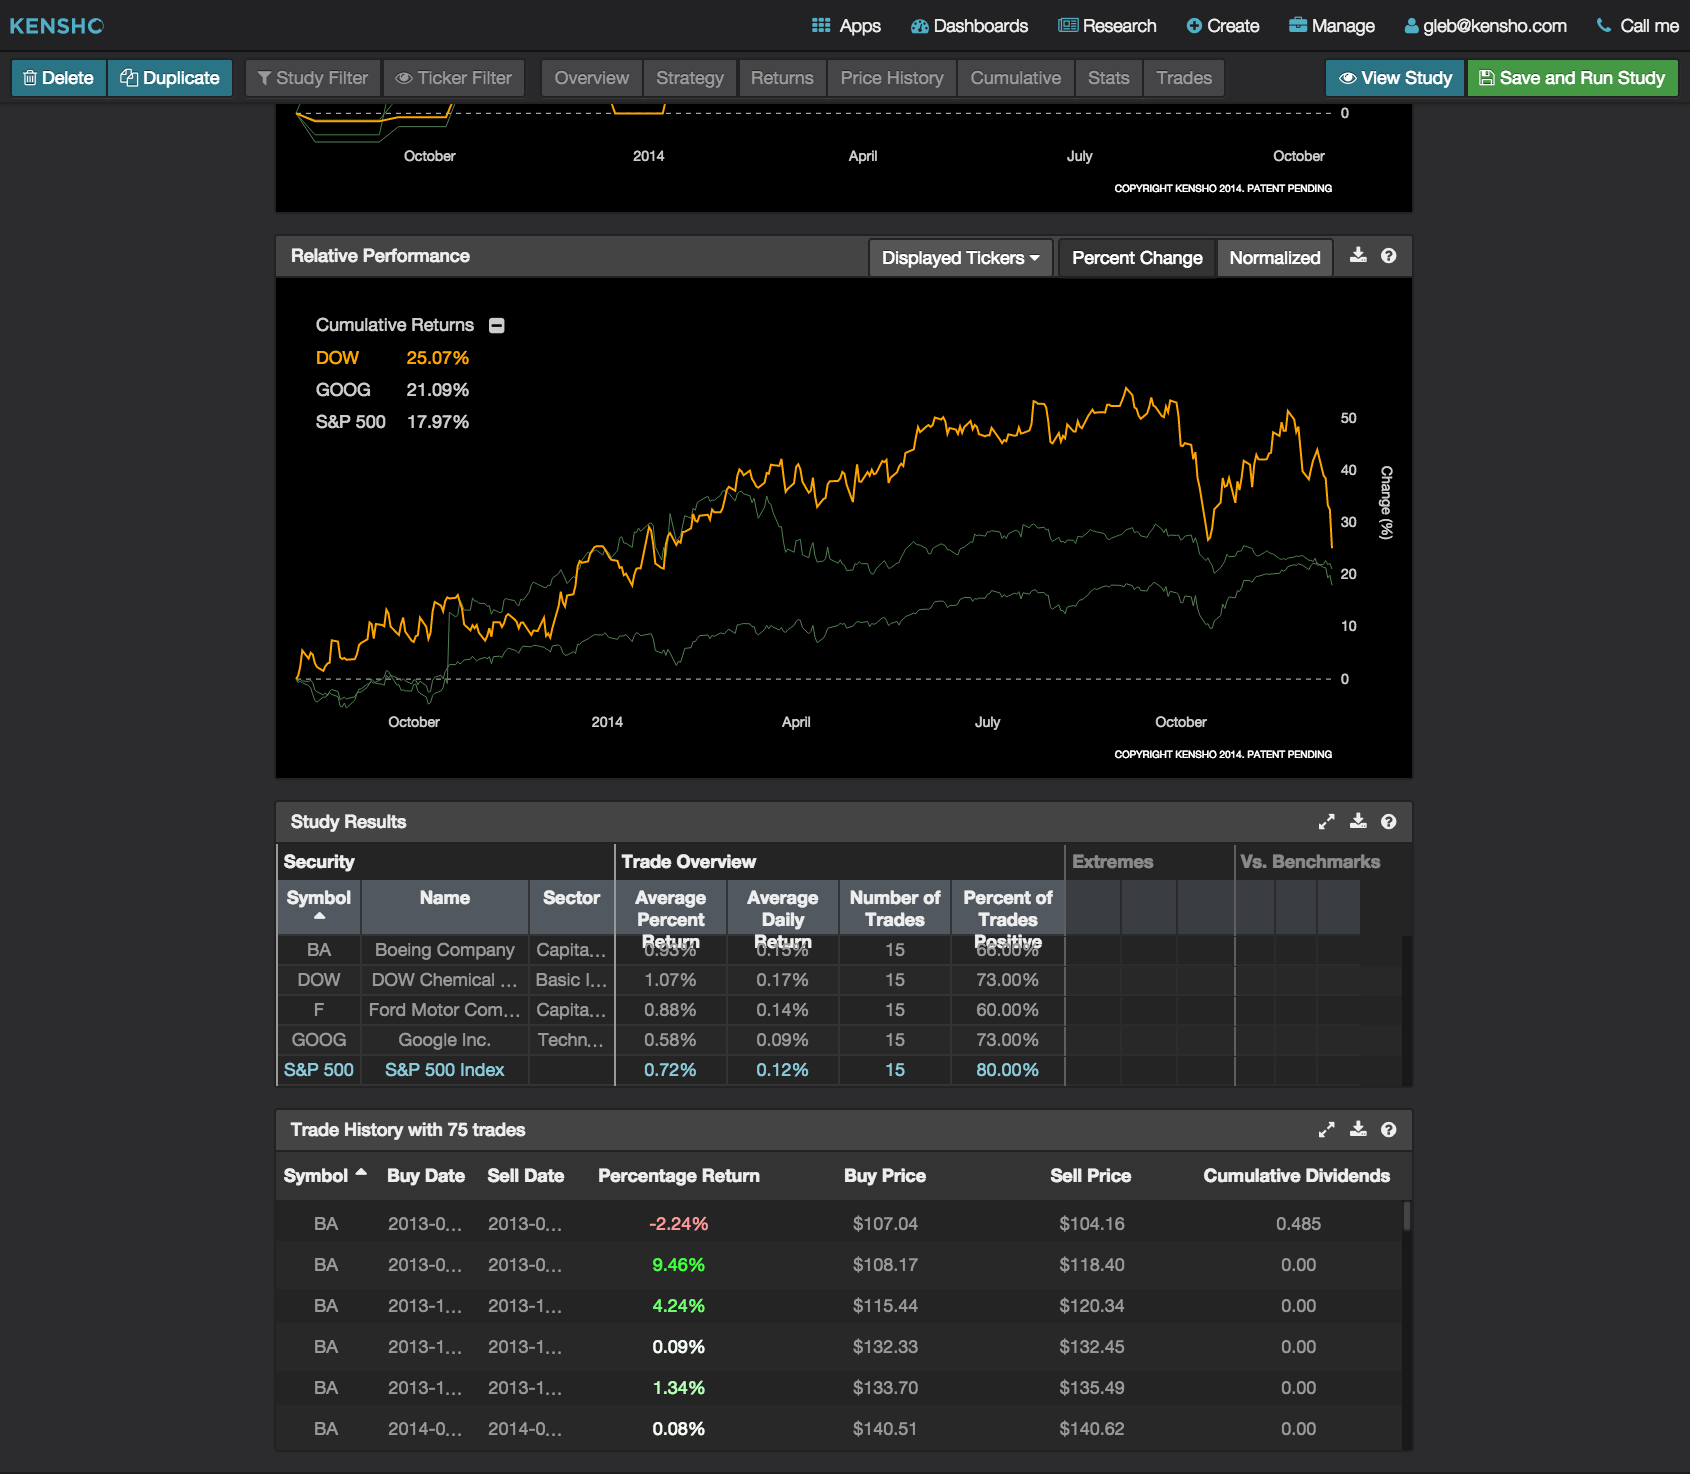 KENSHO Apps Dashboards Research Create Manage gleb@kensho.com Call me
Delete Duplicate Study Filter Ticker Filter Overview Strategy Returns Price History Cumulative Stats Trades View Study Save and Run Study
0
October 2014 April July October
COPYRIGHT KENSHO 2014. PATENT PENDING
Relative Performance Displayed Tickers Percent Change Normalized
Cumulative Returns
DOW 25.07%
GOOG 21.09%
S&P 500 17.97%
50
40
30
20
10
0
Change (%)
October 2014 April July October
COPYRIGHT KENSHO 2014. PATENT PENDING
Study Results
Security Trade Overview Extremes Vs. Benchmarks
Symbol Name Sector Average Percent Return Average Daily Return Number of Trades Percent of Trades Positive
BA Boeing Company Capita... 0.93% 0.15% 15 66.00%
DOW DOW Chemical ... Basic I... 1.07% 0.17% 15 73.00%
F Ford Motor Com... Capita... 0.88% 0.14% 15 60.00%
GOOG Google Inc. Techn... 0.58% 0.09% 15 73.00%
S&P 500 S&P 500 Index 0.72% 0.12% 15 80.00%
Trade History with 75 trades
Symbol Buy Date Sell Date Percentage Return Buy Price Sell Price Cumulative Dividends
BA 2013-0... 2013-0... -2.24% $107.04 $104.16 0.485
BA 2013-0... 2013-0... 9.46% $108.17 $118.40 0.00
BA 2013-1... 2013-1... 4.24% $115.44 $120.34 0.00
BA 2013-1... 2013-1... 0.09% $132.33 $132.45 0.00
BA 2013-1... 2013-1... 1.34% $133.70 $135.49 0.00
BA 2014-0... 2014-0... 0.08% $140.51 $140.62 0.00